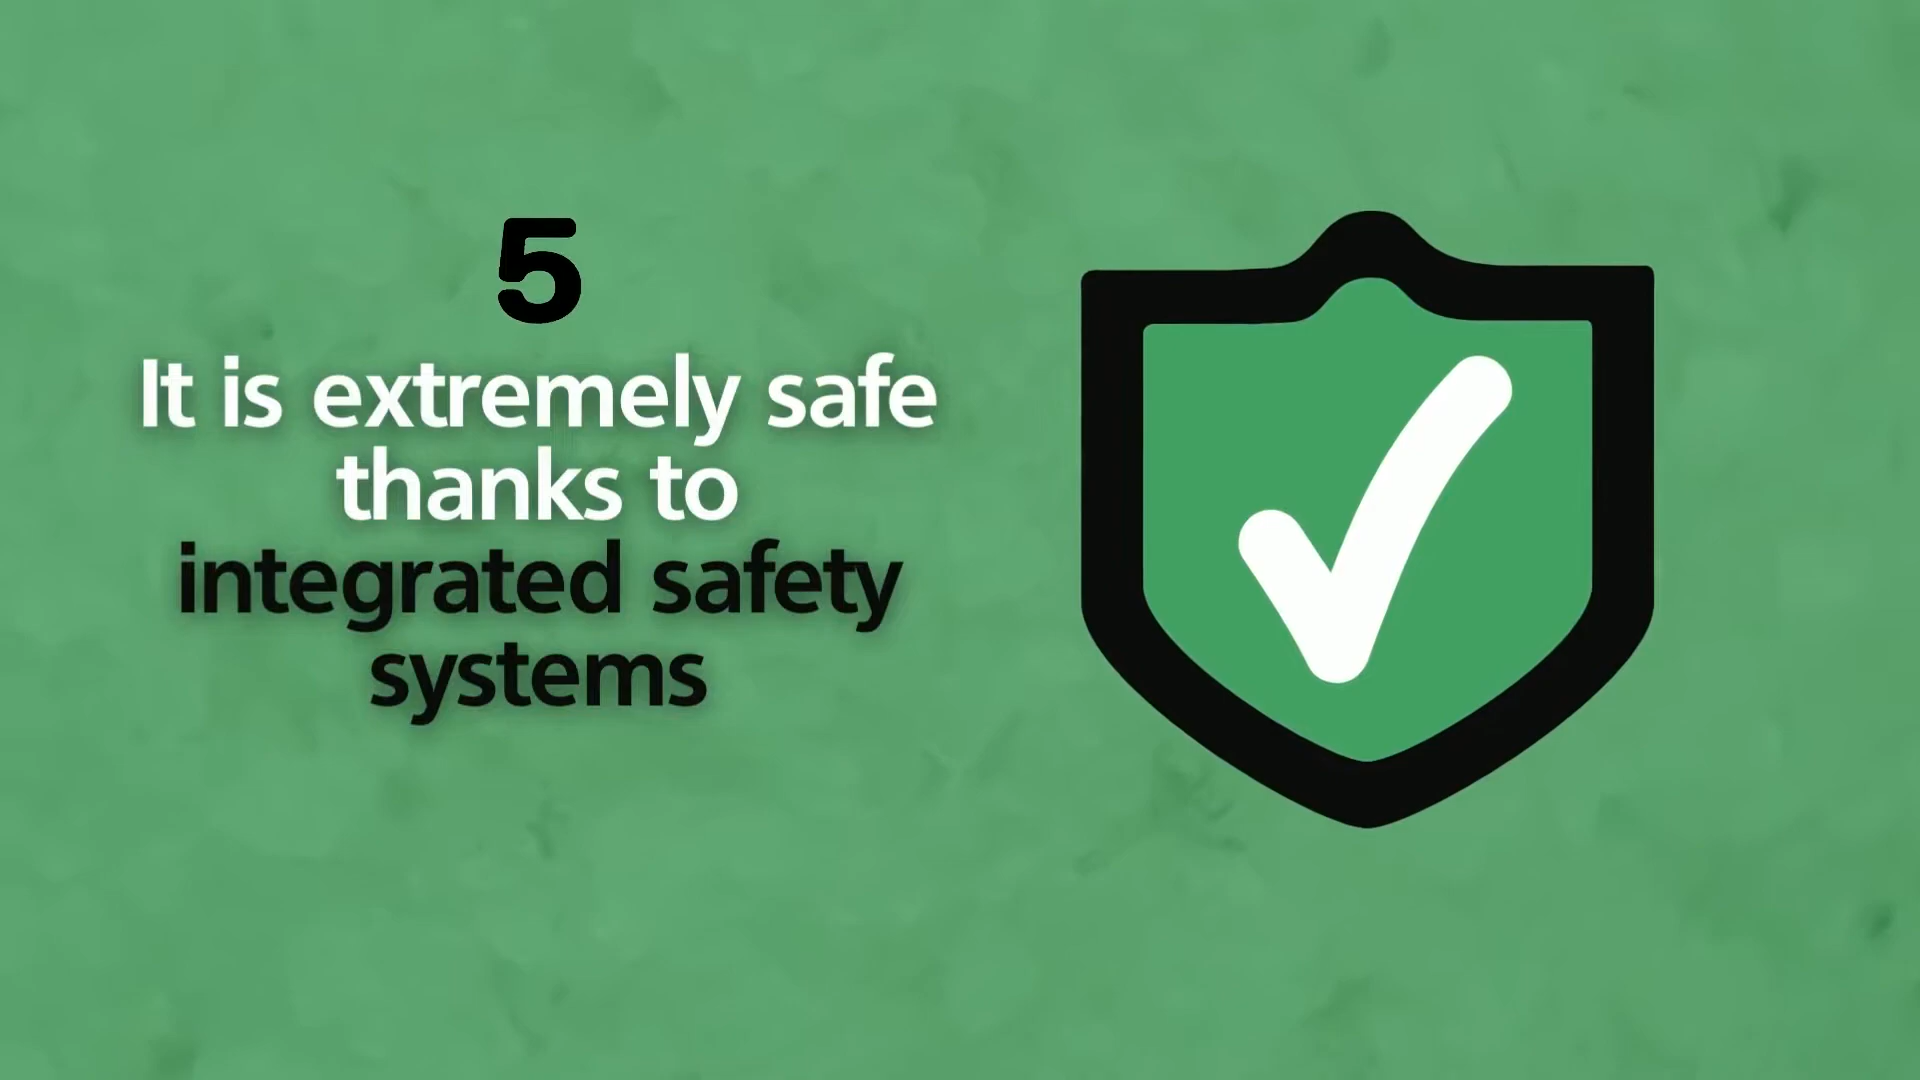 5
It is extremely safe
thanks to
integrated safety
systems